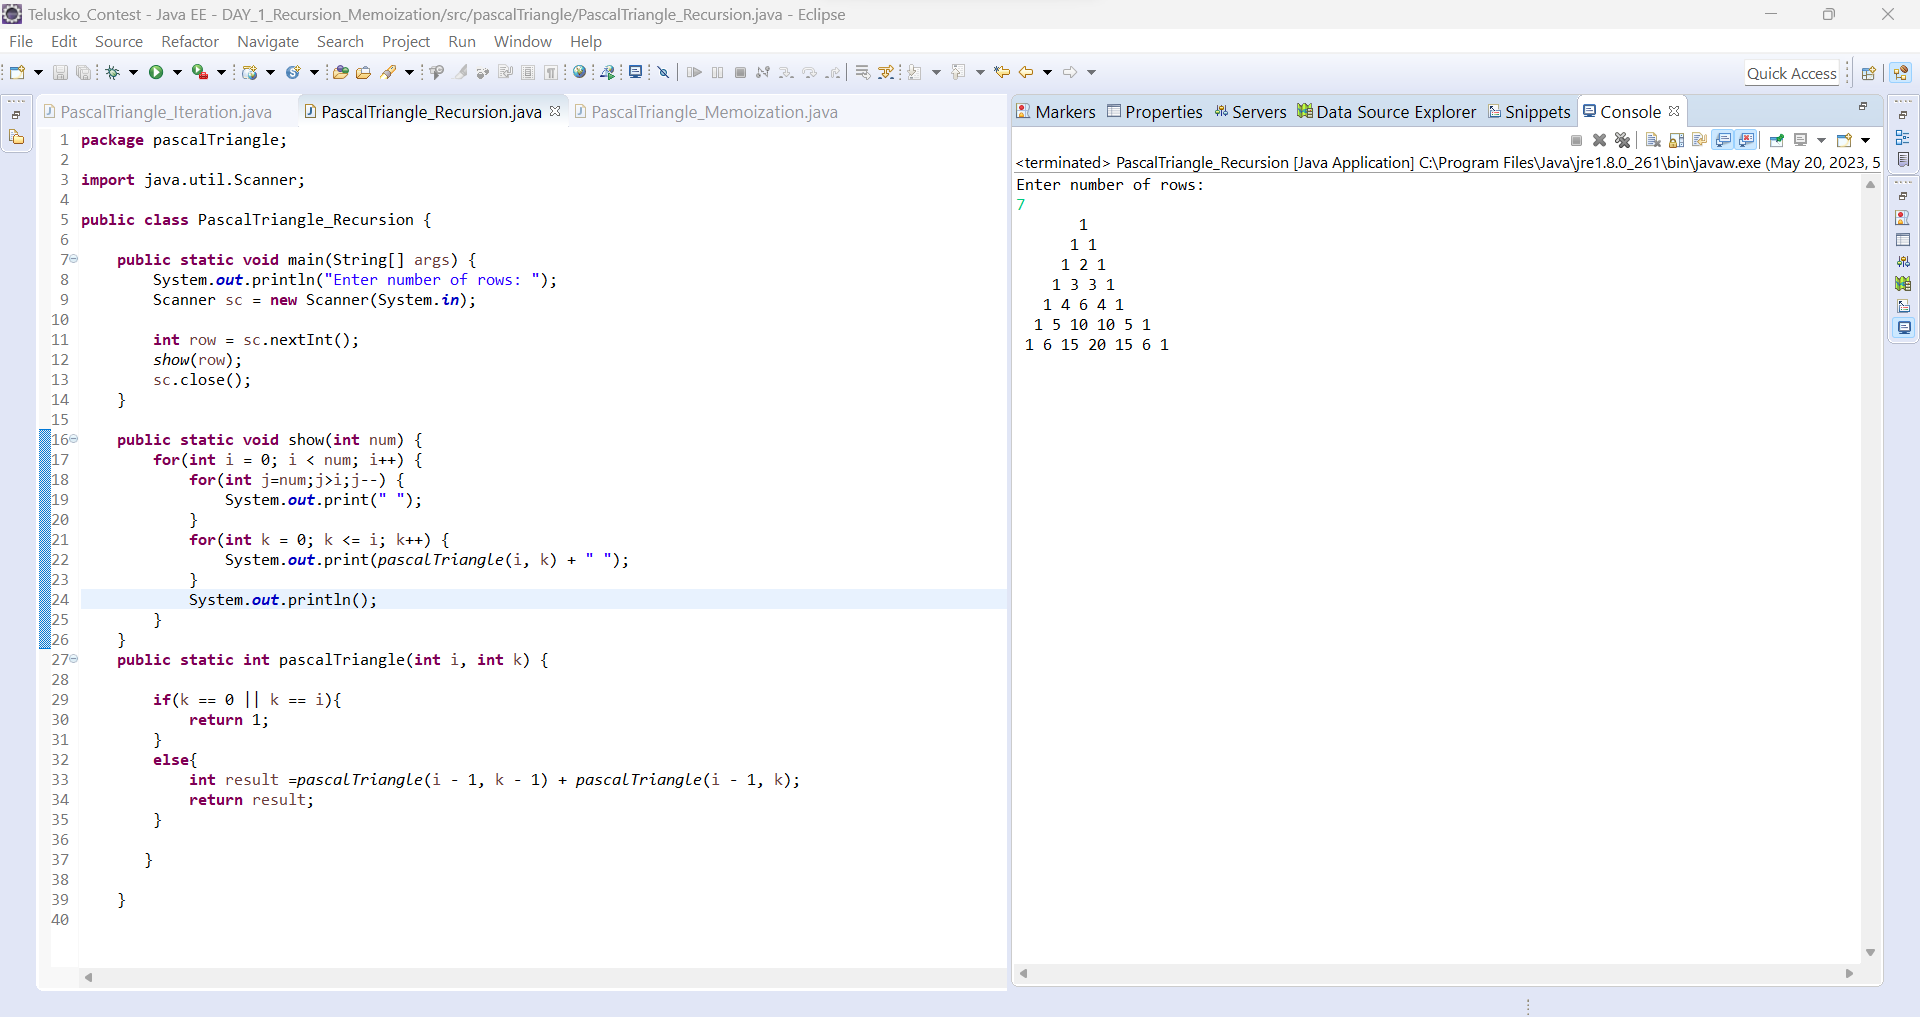 Telusko_Contest - Java EE - DAY_1_Recursion_Memoization/src/pascalTriangle/PascalTriangle_Recursion.java - Eclipse
File Edit Source Refactor Navigate Search Project Run Window Help
Quick Access
PascalTriangle_Iteration.java PascalTriangle_Recursion.java PascalTriangle_Memoization.java
1 package pascalTriangle;
2
3 import java.util.Scanner;
4
5 public class PascalTriangle_Recursion {
6
7     public static void main(String[] args) {
8         System.out.println("Enter number of rows: ");
9         Scanner sc = new Scanner(System.in);
10
11         int row = sc.nextInt();
12         show(row);
13         sc.close();
14     }
15
16     public static void show(int num) {
17         for(int i = 0; i < num; i++) {
18             for(int j=num;j>i;j--) {
19                 System.out.print(" ");
20             }
21             for(int k = 0; k <= i; k++) {
22                 System.out.print(pascalTriangle(i, k) + " ");
23             }
24             System.out.println();
25         }
26     }
27     public static int pascalTriangle(int i, int k) {
28
29         if(k == 0 || k == i){
30             return 1;
31         }
32         else{
33             int result =pascalTriangle(i - 1, k - 1) + pascalTriangle(i - 1, k);
34             return result;
35         }
36
37        }
38
39     }
40
Markers Properties Servers Data Source Explorer Snippets Console
<terminated> PascalTriangle_Recursion [Java Application] C:\Program Files\Java\jre1.8.0_261\bin\javaw.exe (May 20, 2023, 5
Enter number of rows:
7
       1
      1 1
     1 2 1
    1 3 3 1
   1 4 6 4 1
  1 5 10 10 5 1
 1 6 15 20 15 6 1